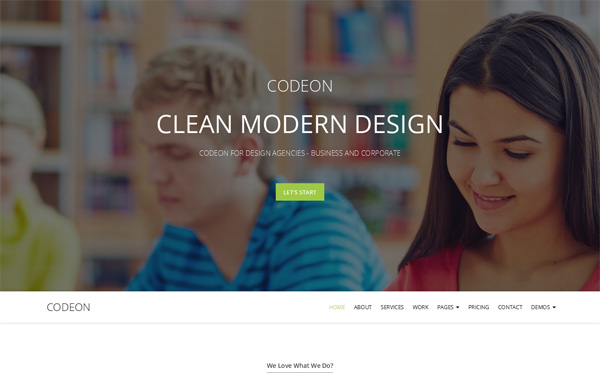 CODEON
CLEAN MODERN DESIGN
CODEON FOR DESIGN AGENCIES - BUSINESS AND CORPORATE
LET'S START
CODEON
HOME ABOUT SERVICES WORK PAGES PRICING CONTACT DEMOS
We Love What We Do?